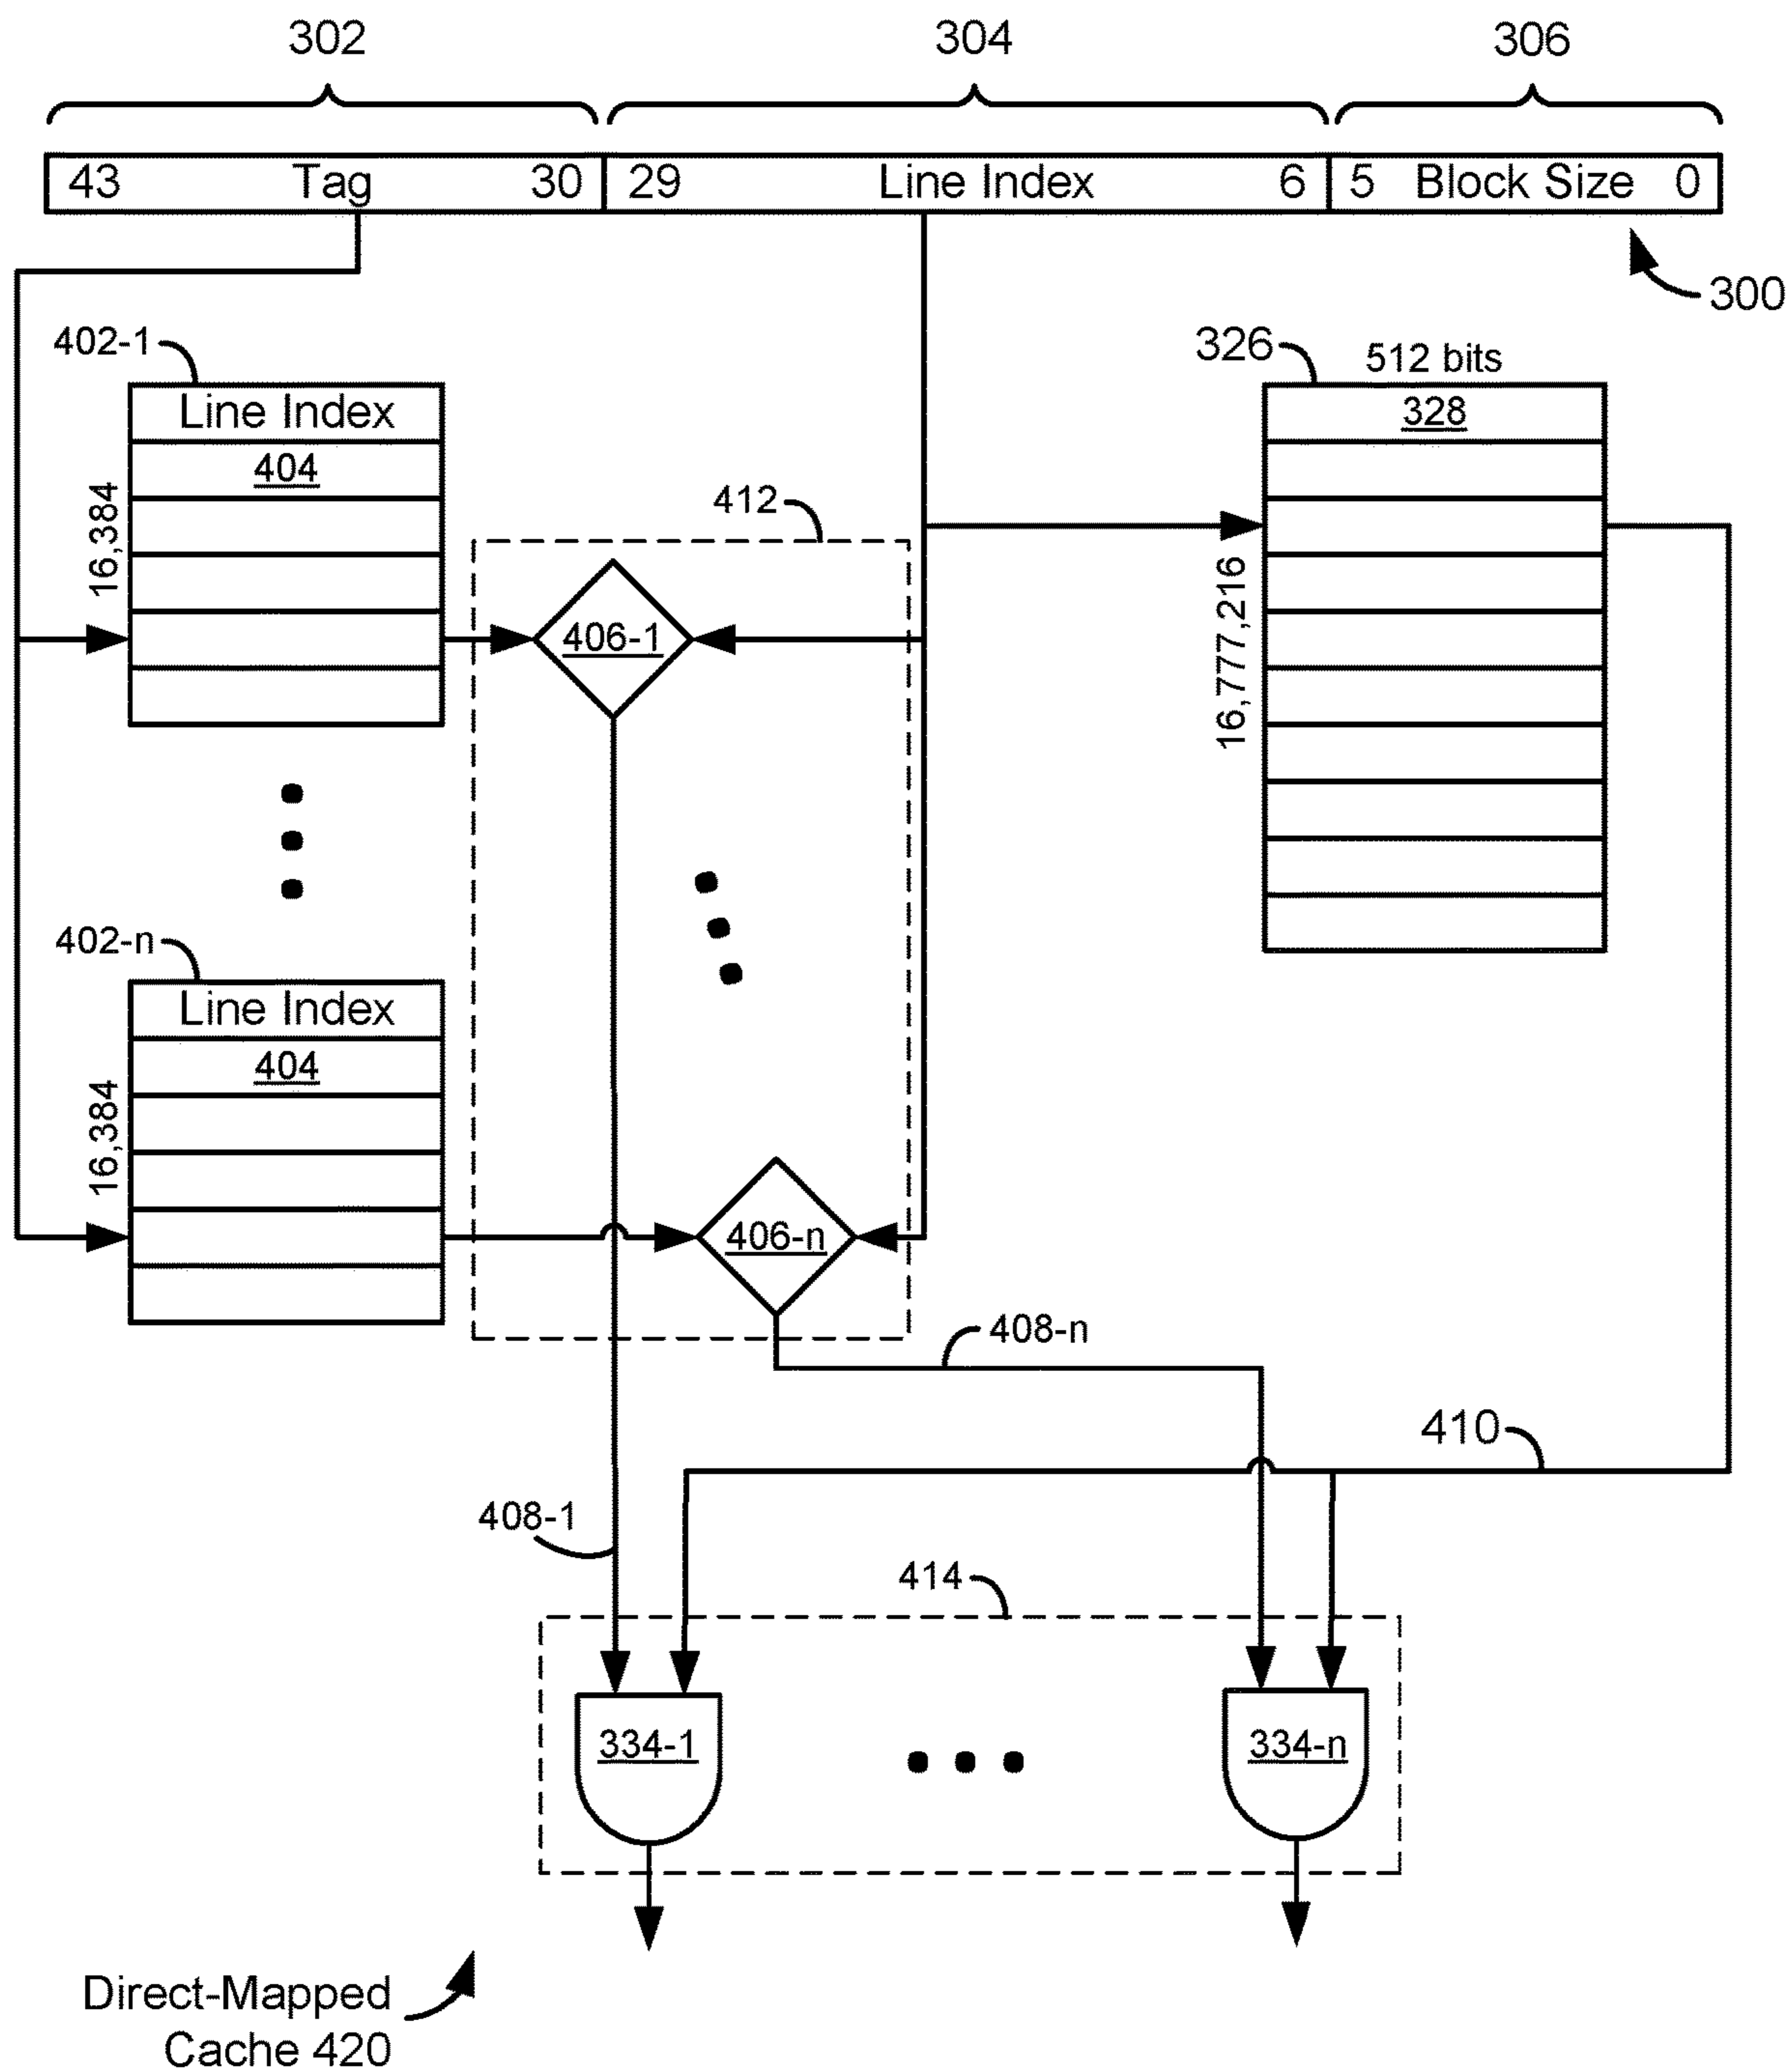 302 304 306
43 Tag 30 29 Line Index 6 5 Block Size 0
300
402-1
326 512 bits
Line Index
328
404
16,384
412
16,777,216
406-1
402-n
Line Index
404
16,384
406-n
408-n
410
408-1
414
334-1
334-n
Direct-Mapped
Cache 420